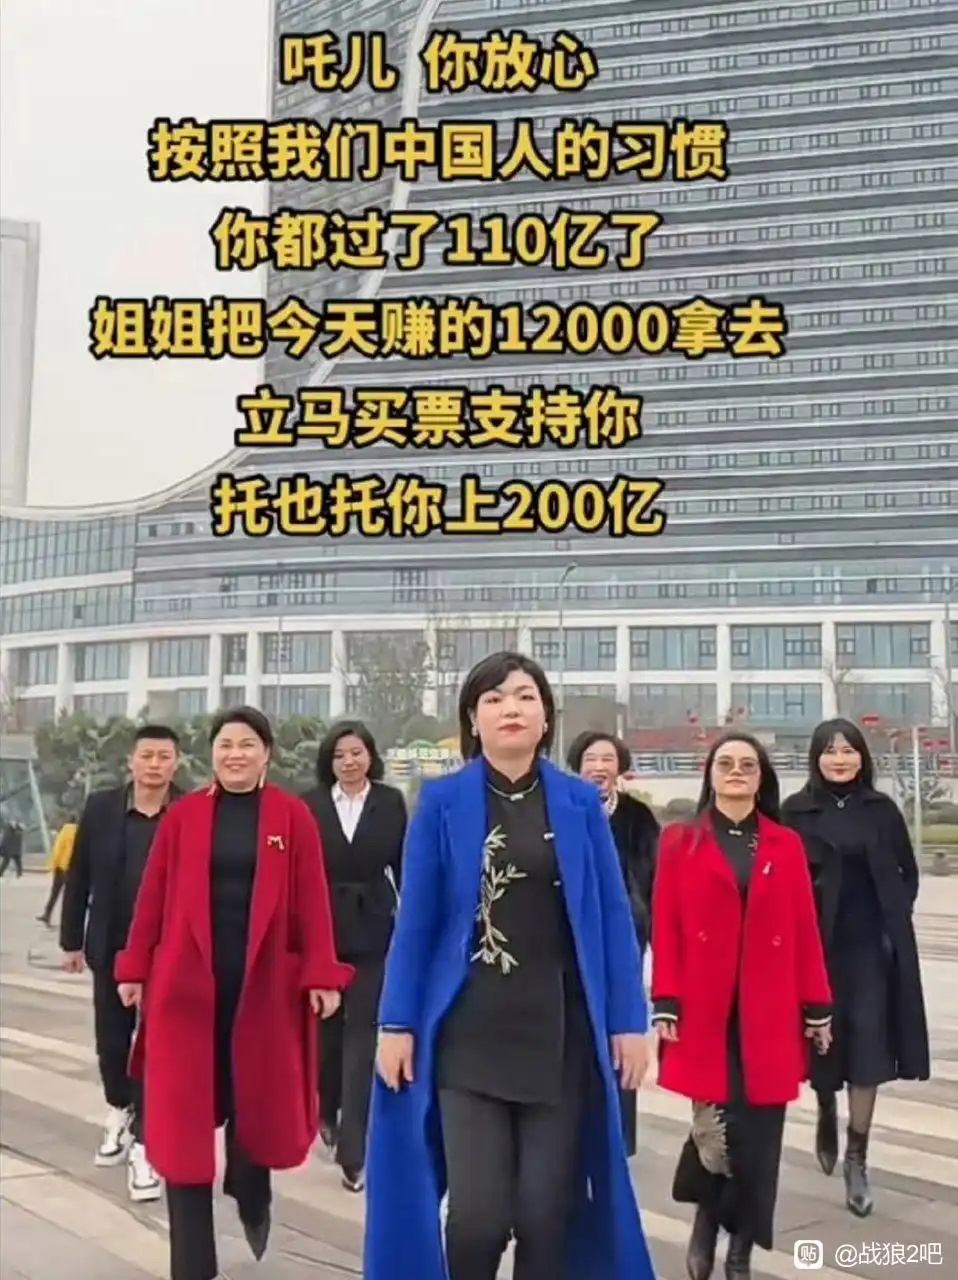 吒儿 你放心
按照我们中国人的习惯
你都过了110亿了
姐姐把今天赚的12000拿去
立马买票支持你
托也托你上200亿
贴 @战狼2吧